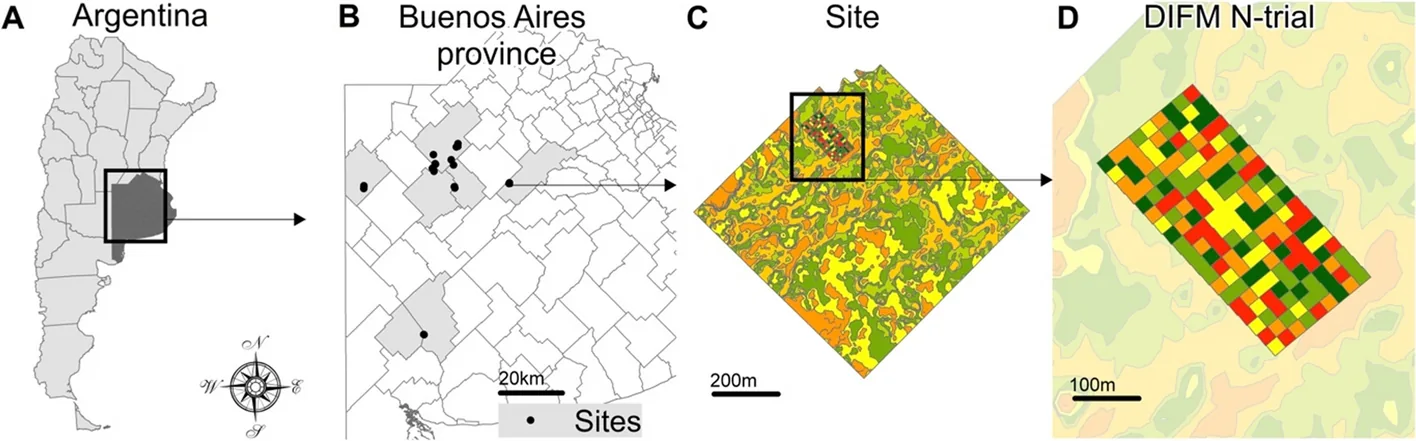 A
Argentina
N
W
E
S
B
Buenos Aires
province
20km
Sites
C
Site
200m
D
DIFM N-trial
100m